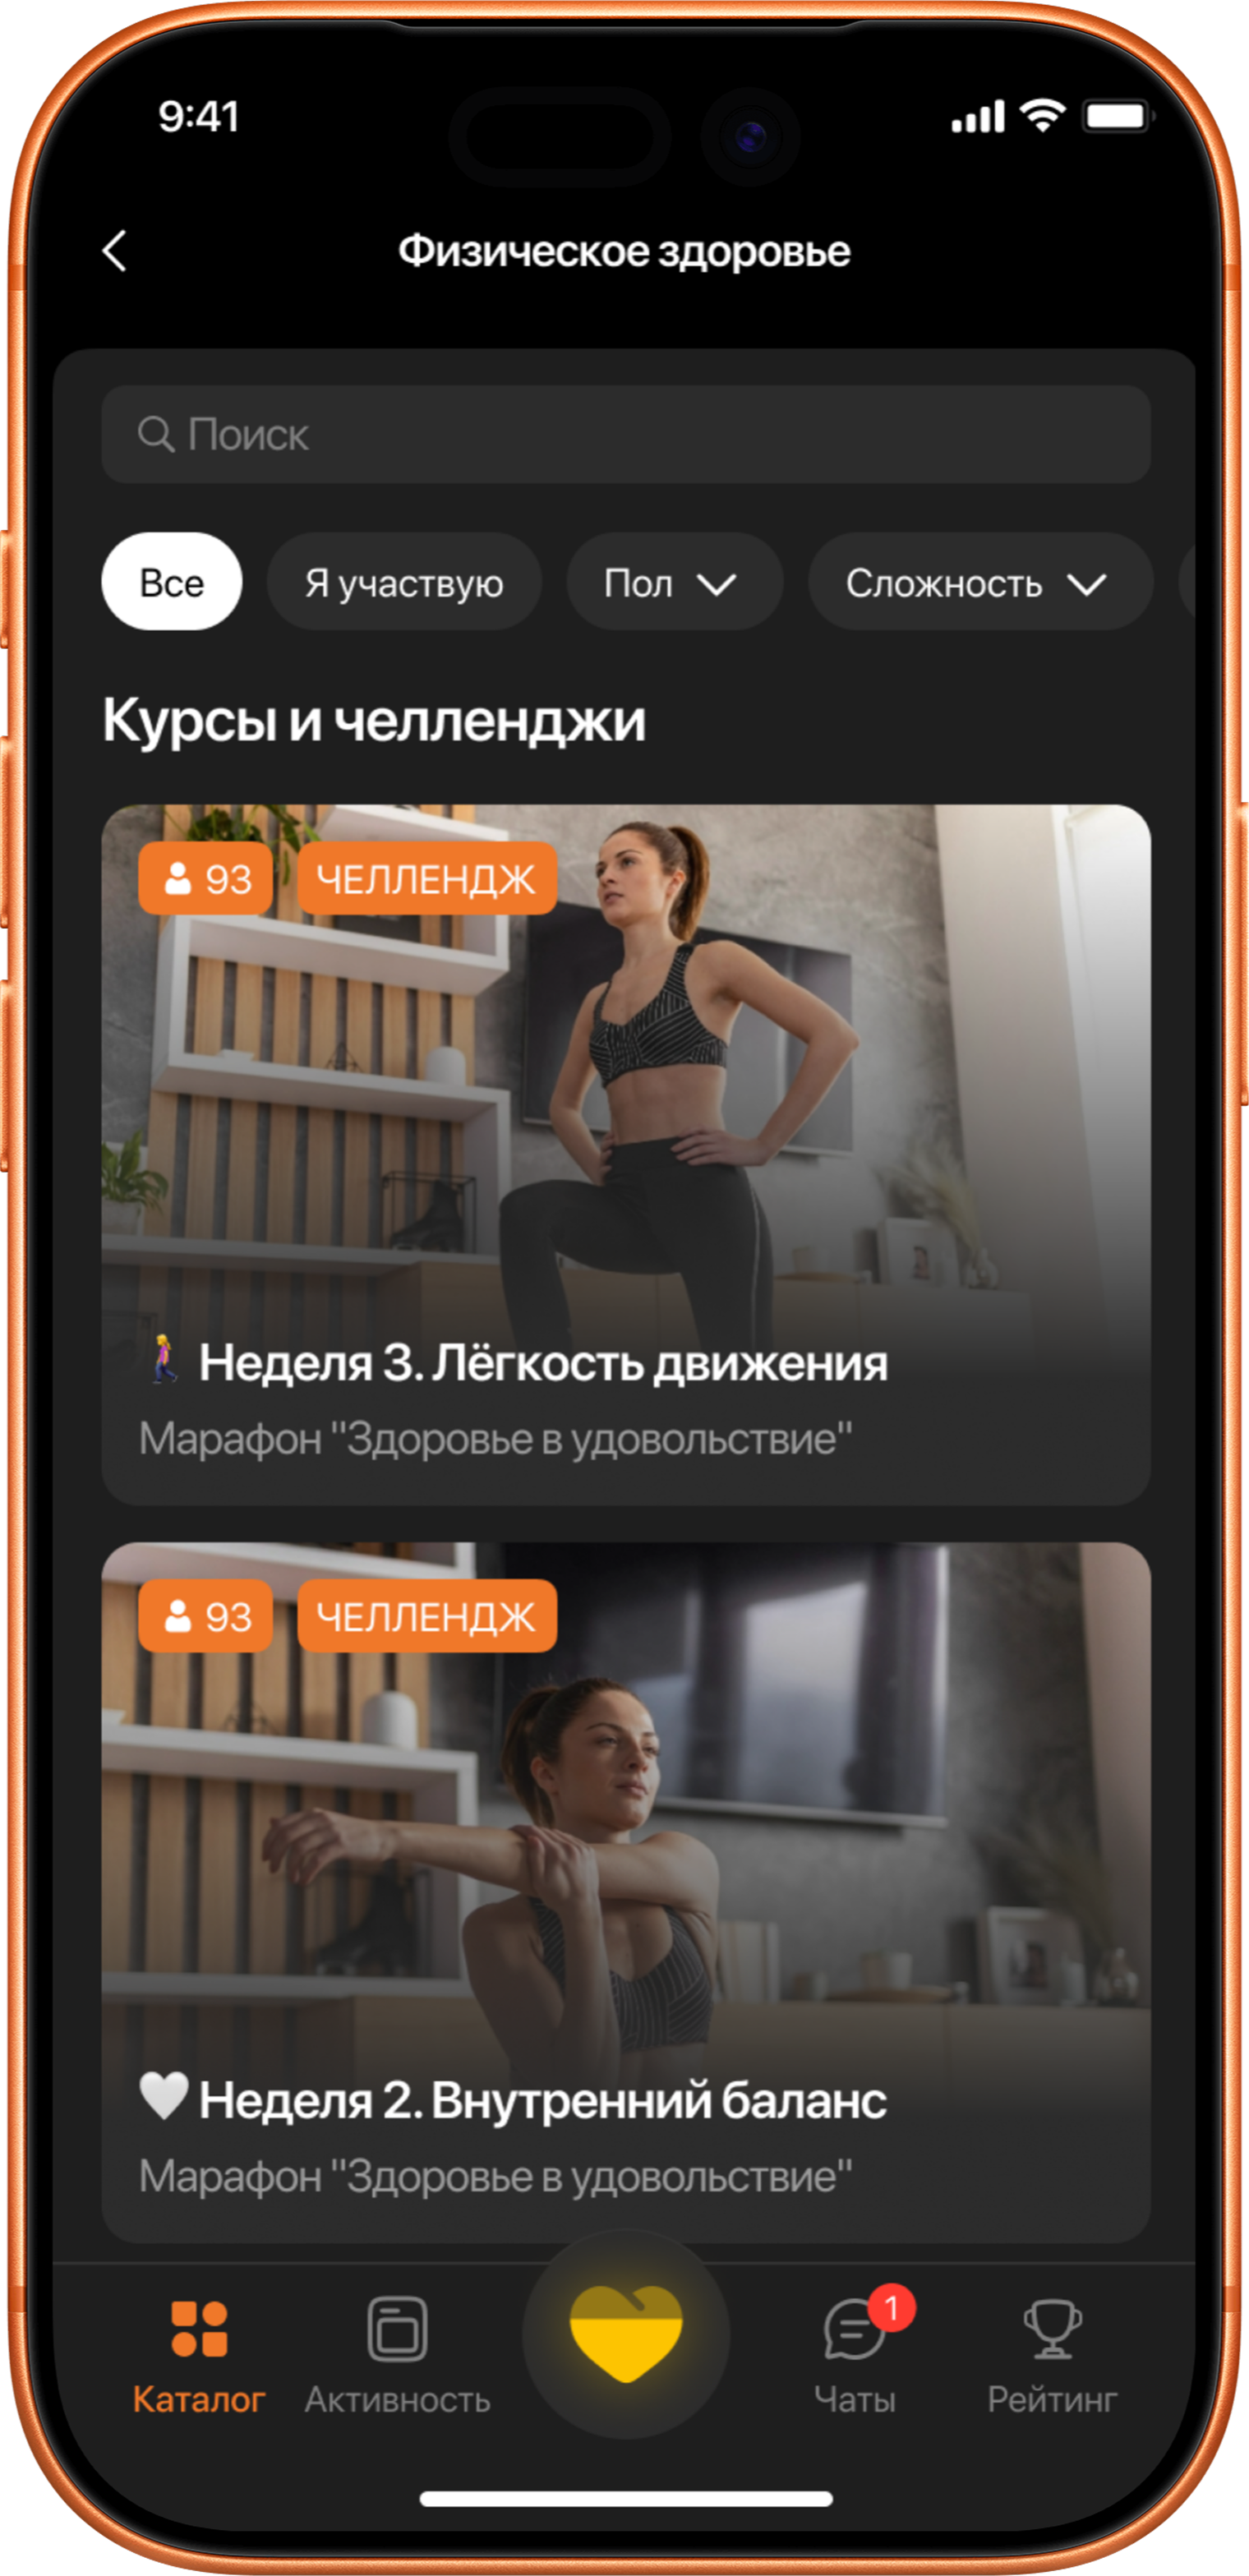 9:41
Физическое здоровье
Поиск
Все
Я участвую
Пол
Сложность
Курсы и челленджи
93
ЧЕЛЛЕНДЖ
Неделя 3. Лёгкость движения
Марафон "Здоровье в удовольствие"
93
ЧЕЛЛЕНДЖ
Неделя 2. Внутренний баланс
Марафон "Здоровье в удовольствие"
1
Каталог
Активность
Чаты
Рейтинг